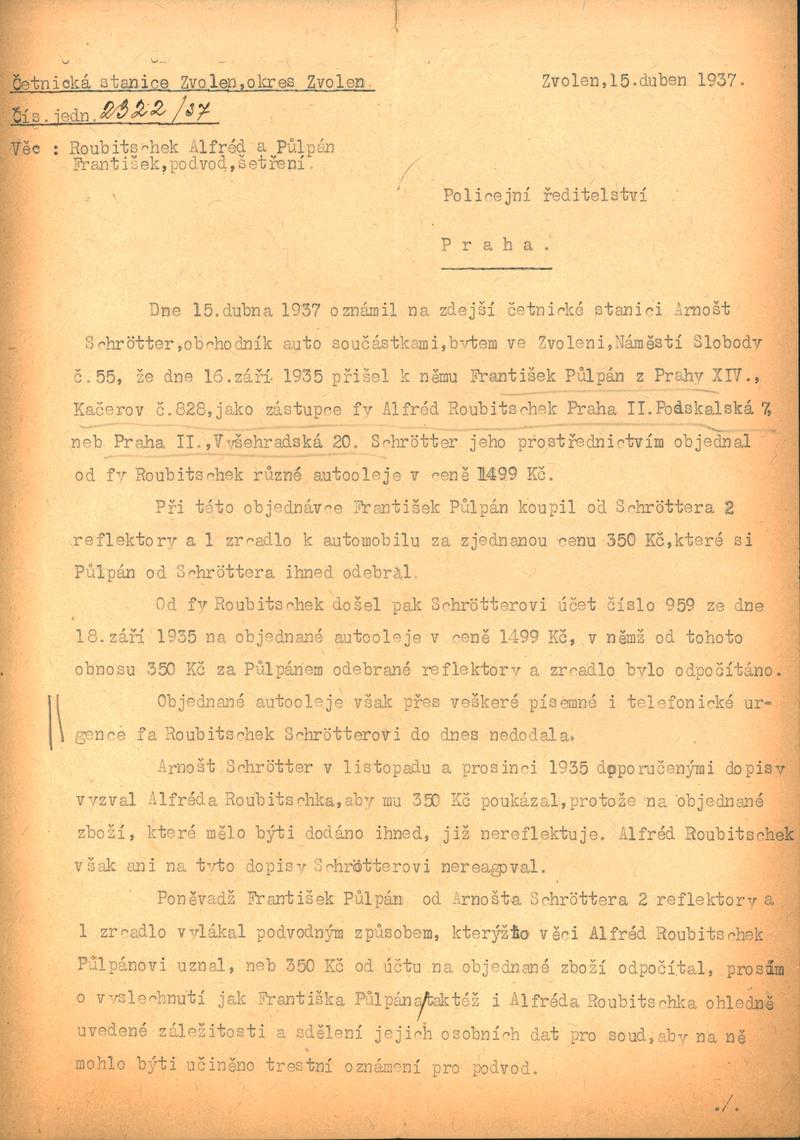 Četnická stanice Zvolen,okres Zvolen.
Zvolen,15.duben 1937.
Čís.jedn.2322/37
Věc : Roubitschek Alfréd a Půlpán
František,podvod,šetření.
Policejní ředitelství
P r a h a .
Dne 15.dubna 1937 oznámil na zdejší četnické stanici Arnošt
Schrötter,obchodník auto součástkami,bytem ve Zvoleni,Náměstí Slobody
č.55, že dne 16.září 1935 přišel k němu František Půlpán z Prahy XIV.,
Kačerov č.828,jako zástupce fy Alfréd Roubitschek Praha II.Podskalská 7,
neb Praha II.,Vyšehradská 20. Schrötter jeho prostřednictvím objednal
od fy Roubitschek různé autooleje v ceně 1499 Kč.
Při této objednávce František Půlpán koupil od Schröttera 2
reflektory a 1 zrcadlo k automobilu za zjednanou cenu 350 Kč,které si
Půlpán od Schröttera ihned odebral.
Od fy Roubitschek došel pak Schrötterovi účet číslo 959 ze dne
18.září 1935 na objednané autooleje v ceně 1499 Kč, v němž od tohoto
obnosu 350 Kč za Půlpánem odebrané reflektory a zrcadlo bylo odpočítáno.
Objednané autooleje však přes veškeré písemné i telefonické ur-
gence fa Roubitschek Schrötterovi do dnes nedodala.
Arnošt Schrötter v listopadu a prosinci 1935 doporučenými dopisy
vyzval Alfréda Roubitschka,aby mu 350 Kč poukázal,protože na objednané
zboží, které mělo býti dodáno ihned, již nereflektuje. Alfréd Roubitschek
však ani na tyto dopisy Schrötterovi nereagoval.
Poněvadž František Půlpán od Arnošta Schröttera 2 reflektory a
1 zrcadlo vylákal podvodným způsobem, kterýžto věci Alfréd Roubitschek
Půlpánovi uznal, neb 350 Kč od účtu na objednané zboží odpočítal, prosím
o vyslechnutí jak Františka Půlpána/taktéž i Alfréda Roubitschka ohledně
uvedené záležitosti a sdělení jejich osobních dat pro soud,aby na ně
mohlo býti učiněno trestní oznámení pro podvod.
./.